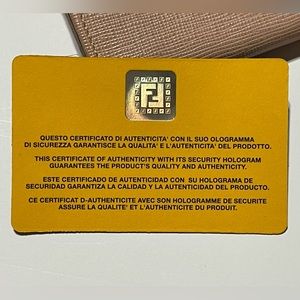 QUESTO CERTIFICATO DI AUTENTICITA' CON IL SUO OLOGRAMMA
DI SICUREZZA GARANTISCE LA QUALITA' E L'AUTENTICITA' DEL PRODOTTO.
THIS CERTIFICATE OF AUTHENTICITY WITH ITS SECURITY HOLOGRAM
GUARANTEES THE PRODUCT'S QUALITY AND AUTHENTICITY.
ESTE CERTIFICADO DE AUTENTICIDAD CON SU HOLOGRAMA DE
SECURIDAD GARANTIZA LA CALIDAD Y LA AUTENTICIDAD DEL PRODUCTO.
CE CERTIFICAT D-AUTHENTICITE AVEC SON HOLOGRAMME DE SECURITE
ASSURE LA QUALITE' ET L'AUTHENTICITE DU PRODUIT.